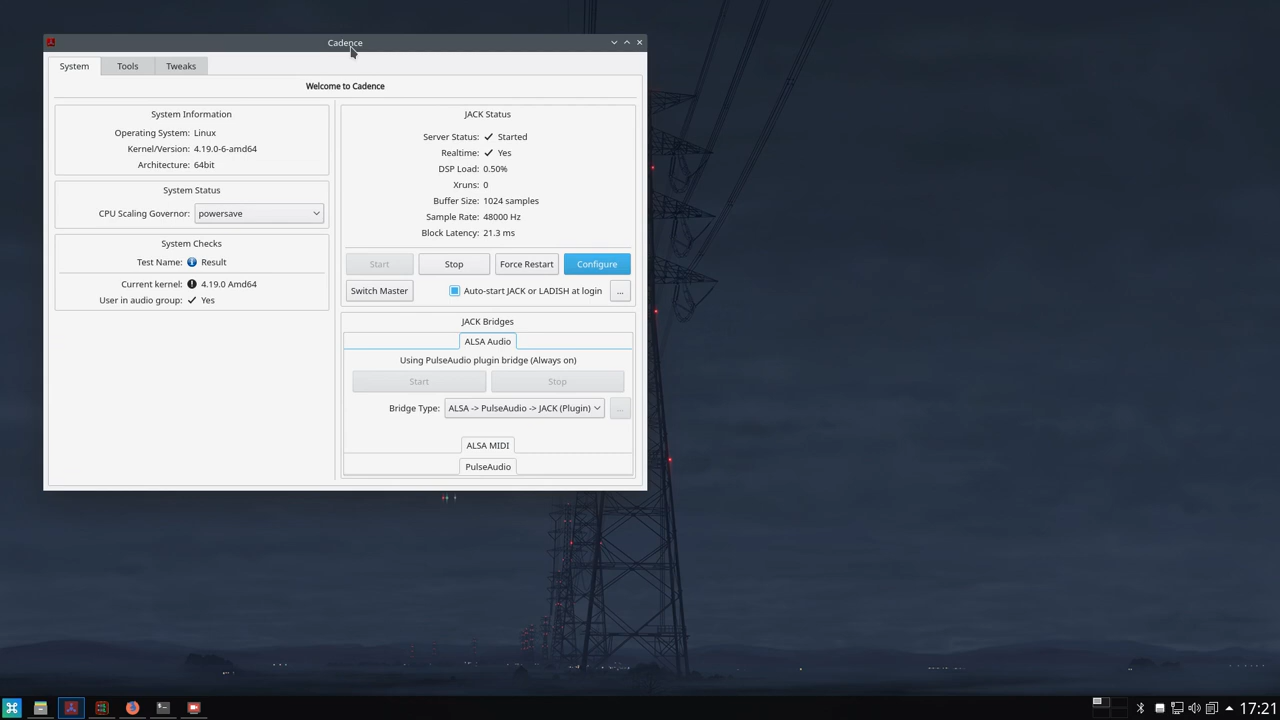 Cadence
System
Tools
Tweaks
Welcome to Cadence
System Information
Operating System: Linux
Kernel/Version: 4.19.0-6-amd64
Architecture: 64bit
System Status
CPU Scaling Governor: powersave
System Checks
Test Name: Result
Current kernel: 4.19.0 Amd64
User in audio group: Yes
JACK Status
Server Status: Started
Realtime: Yes
DSP Load: 0.50%
Xruns: 0
Buffer Size: 1024 samples
Sample Rate: 48000 Hz
Block Latency: 21.3 ms
Start Stop Force Restart Configure
Switch Master Auto-start JACK or LADISH at login ...
JACK Bridges
ALSA Audio
Using PulseAudio plugin bridge (Always on)
Start Stop
Bridge Type: ALSA -> PulseAudio -> JACK (Plugin) ...
ALSA MIDI
PulseAudio
17:21